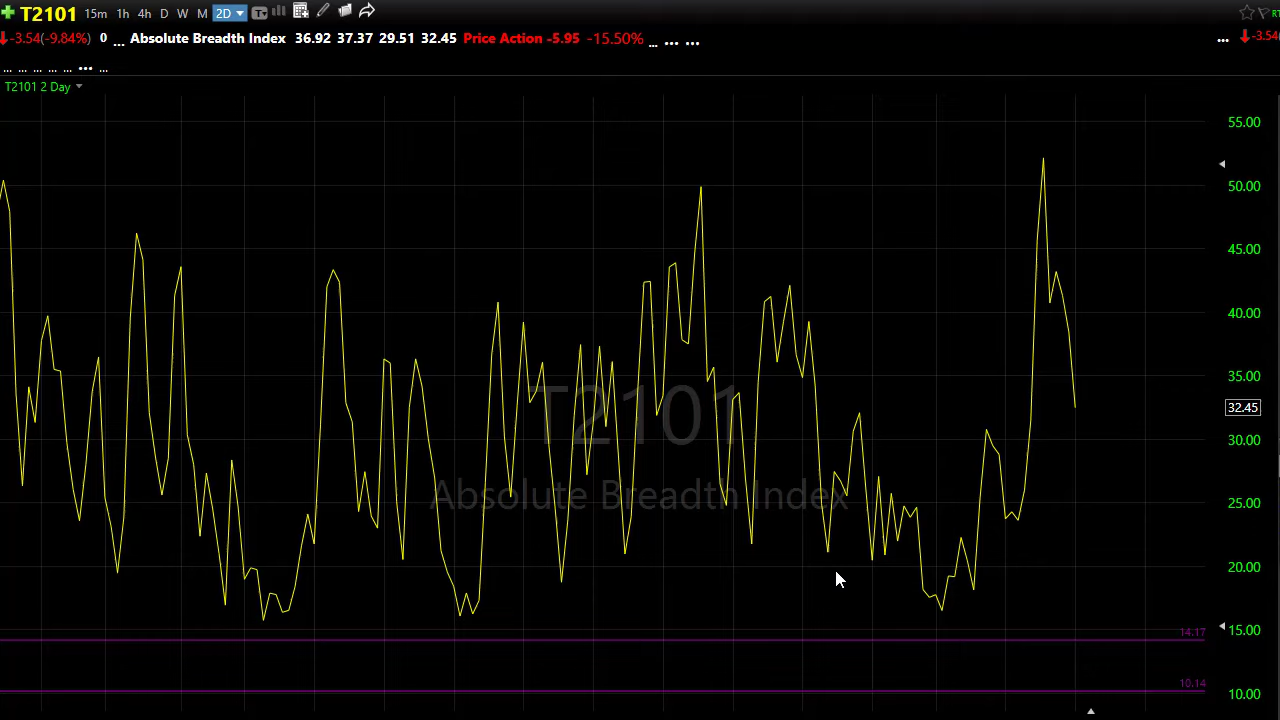 T2101 15m 1h 4h D W M 2D
-3.54(-9.84%) 0 ... Absolute Breadth Index 36.92 37.37 29.51 32.45 Price Action -5.95 -15.50% ... ... ... ... -3.54
... ... ... ... ... ... ...
T2101 2 Day
55.00
50.00
45.00
40.00
35.00
32.45
30.00
25.00
20.00
15.00
10.00
T2101
Absolute Breadth Index
14.17
10.14